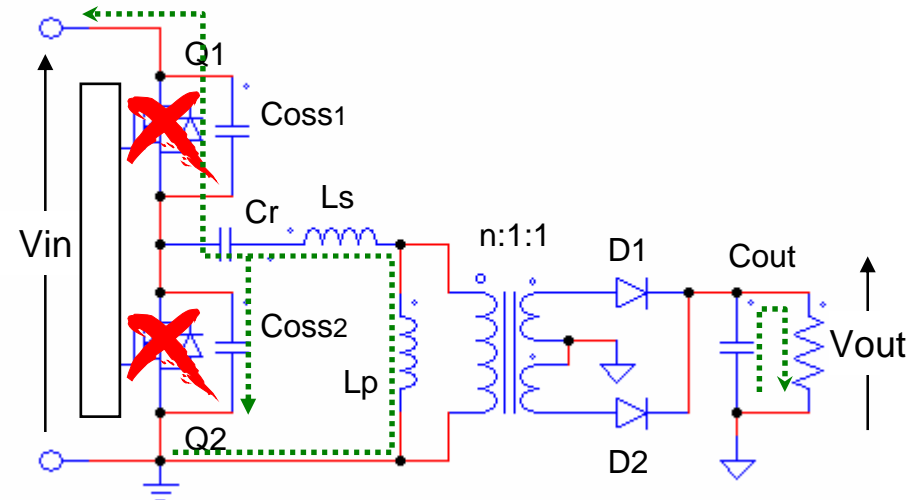 Q1
Coss1
Cr
Ls
Vin
n:1:1
D1
Cout
Coss2
Lp
Vout
Q2
D2